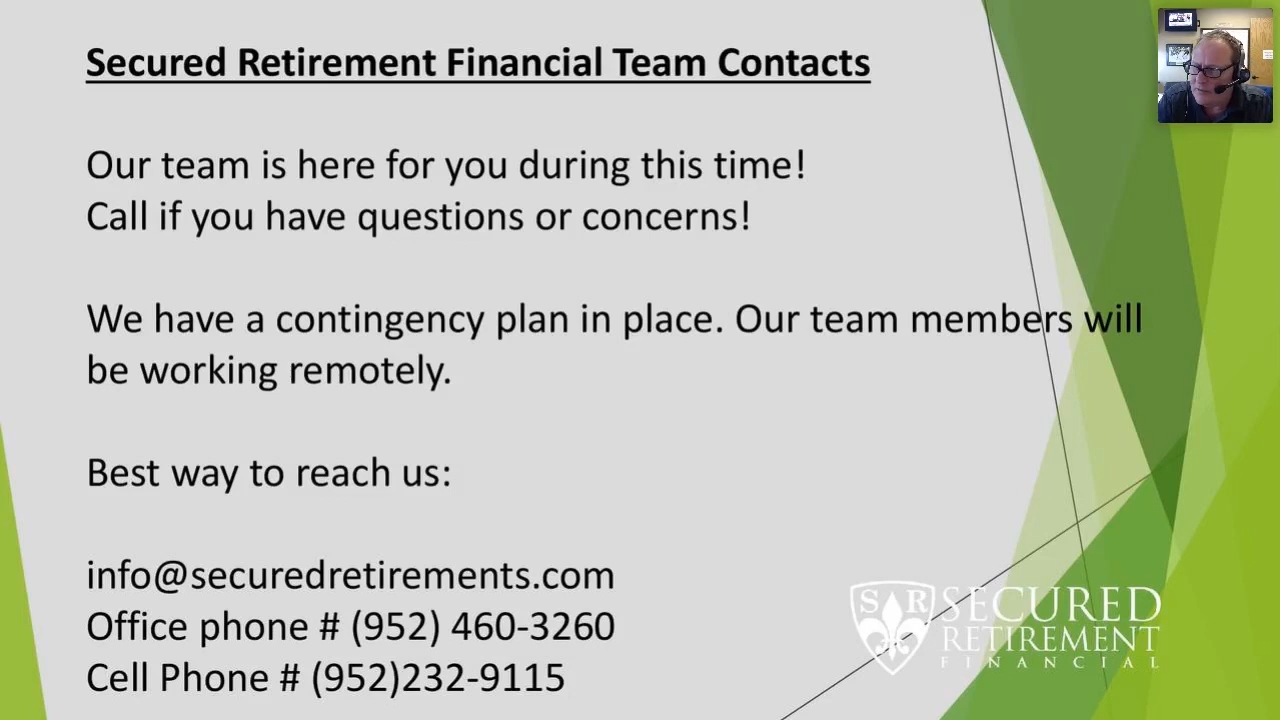 Secured Retirement Financial Team Contacts
Our team is here for you during this time!
Call if you have questions or concerns!
We have a contingency plan in place. Our team members will
be working remotely.
Best way to reach us:
info@securedretirements.com
Office phone # (952) 460-3260
Cell Phone # (952)232-9115
SR SECURED
RETIREMENT
FINANCIAL